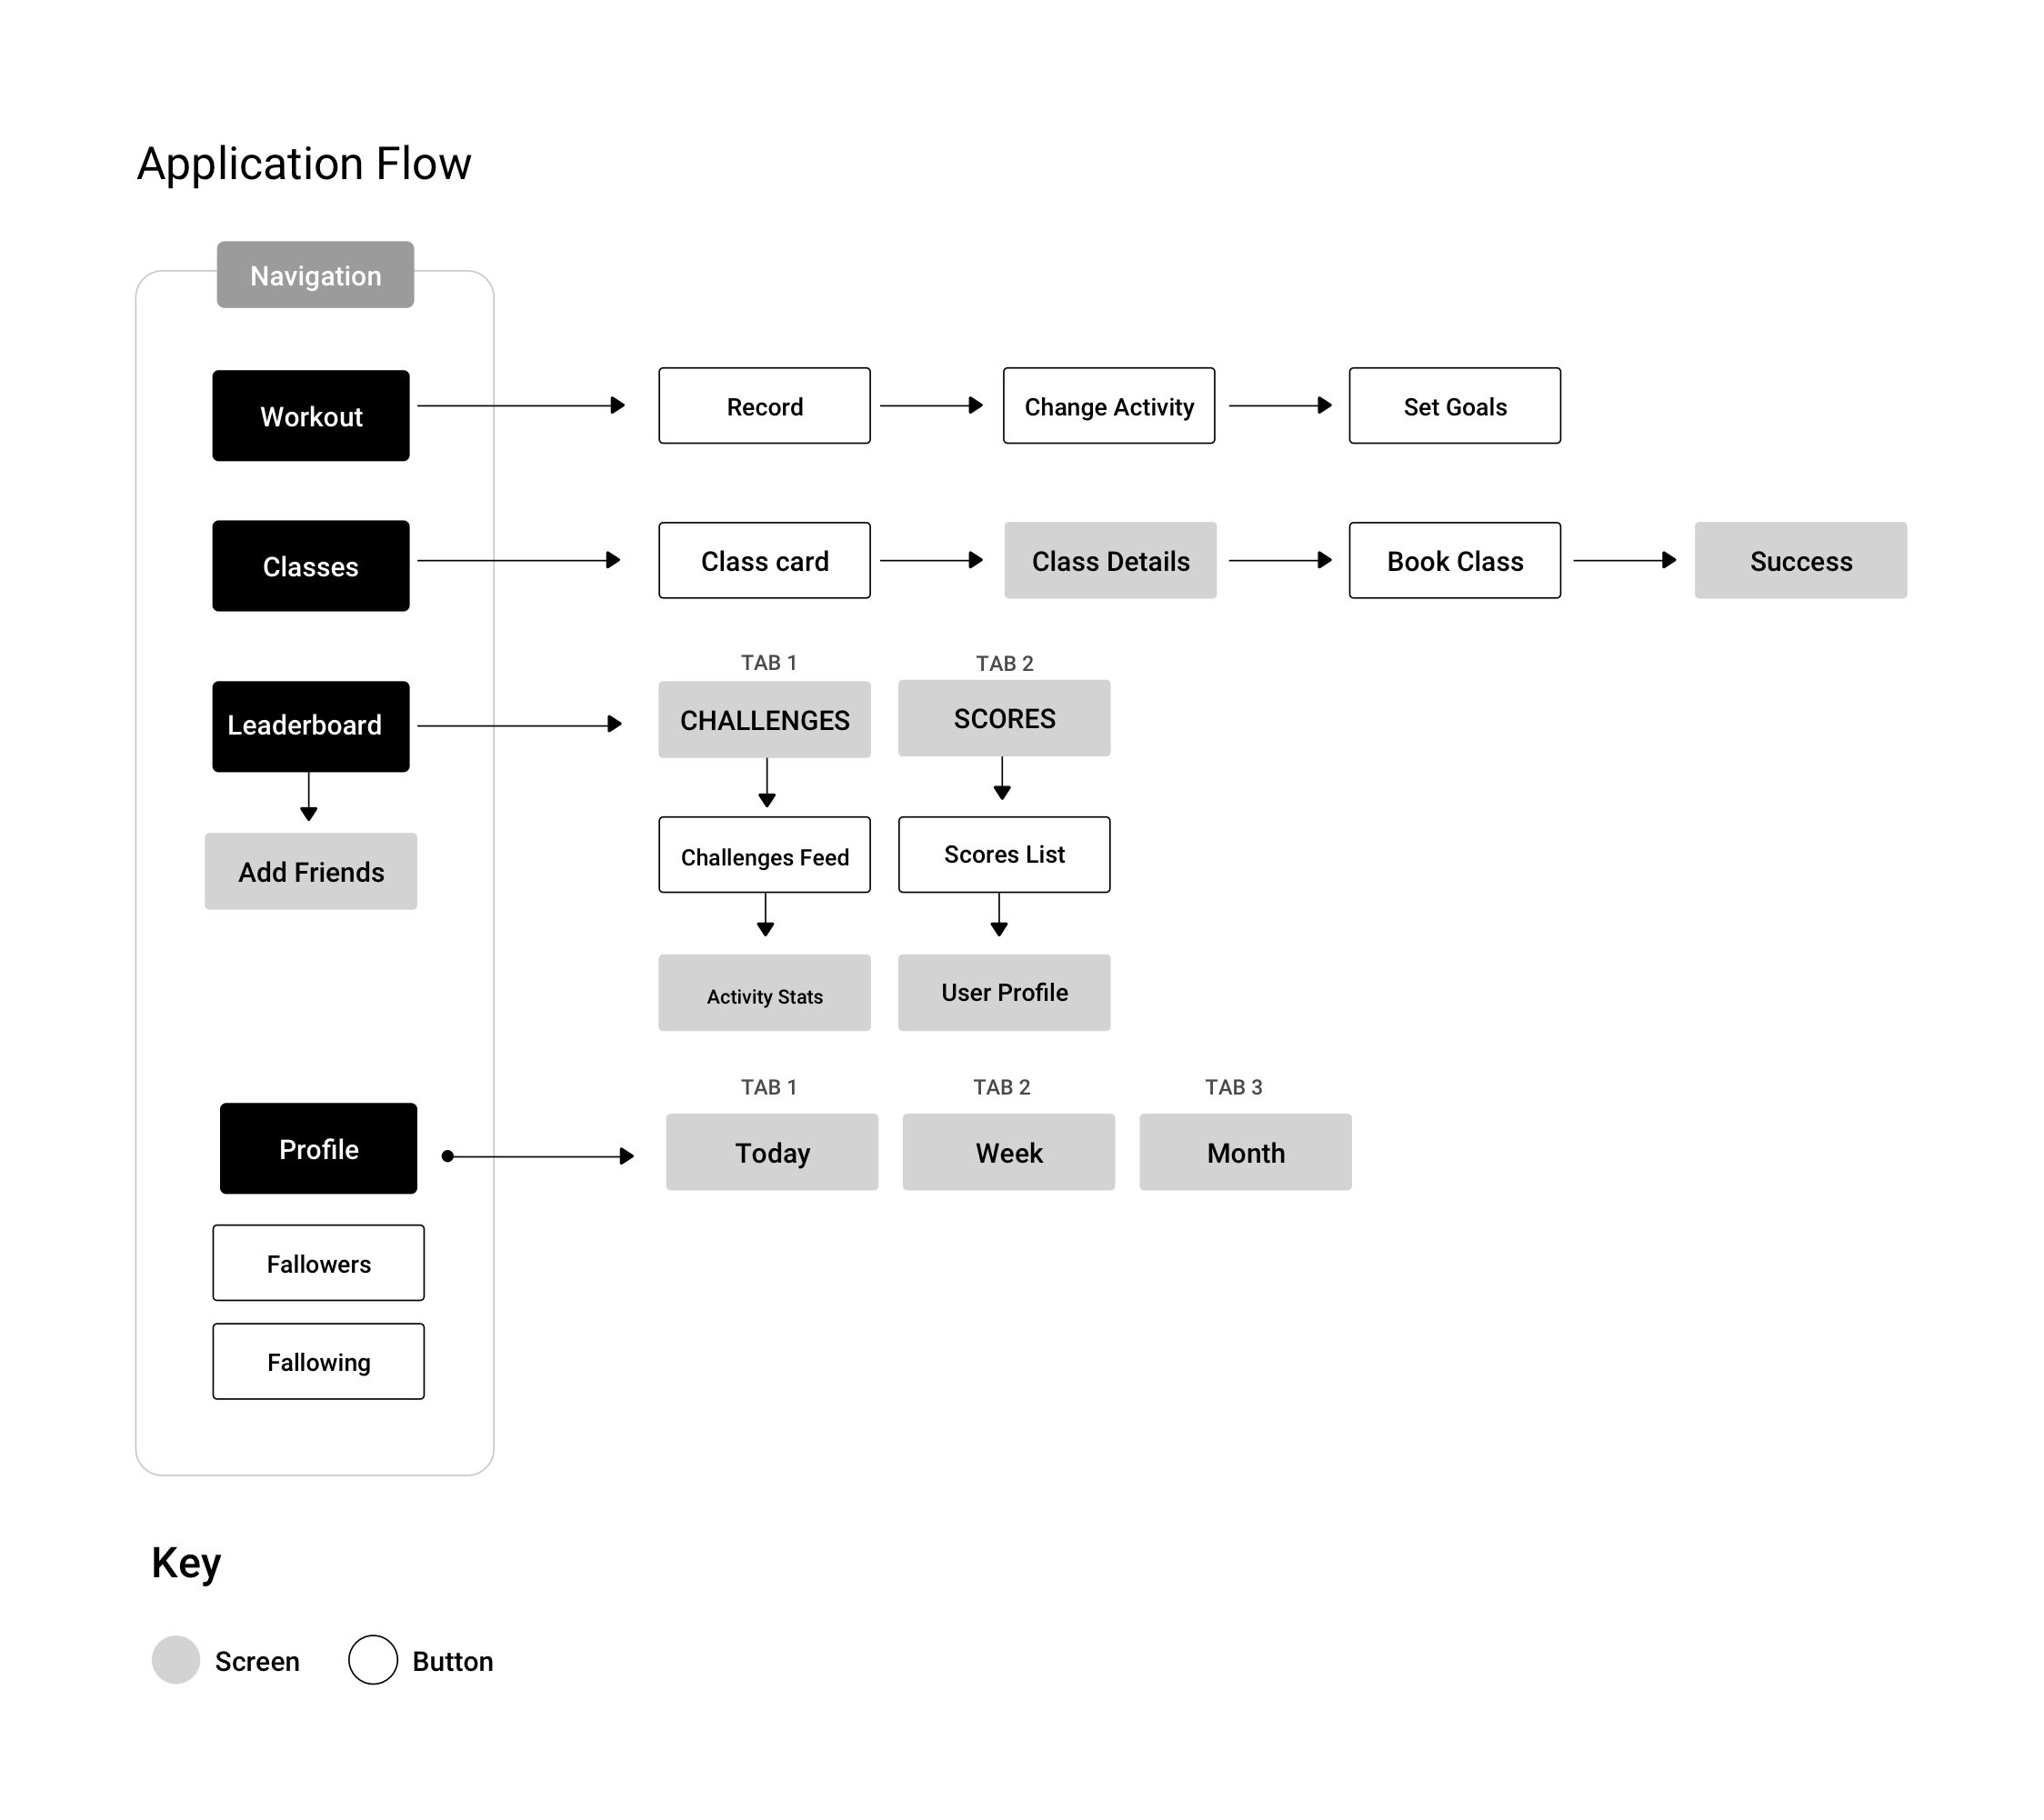 Application Flow
Navigation
Workout
Record
Change Activity
Set Goals
Classes
Class card
Class Details
Book Class
Success
TAB 1
TAB 2
Leaderboard
CHALLENGES
SCORES
Add Friends
Challenges Feed
Scores List
Activity Stats
User Profile
TAB 1
TAB 2
TAB 3
Profile
Today
Week
Month
Fallowers
Fallowing
Key
Screen
Button